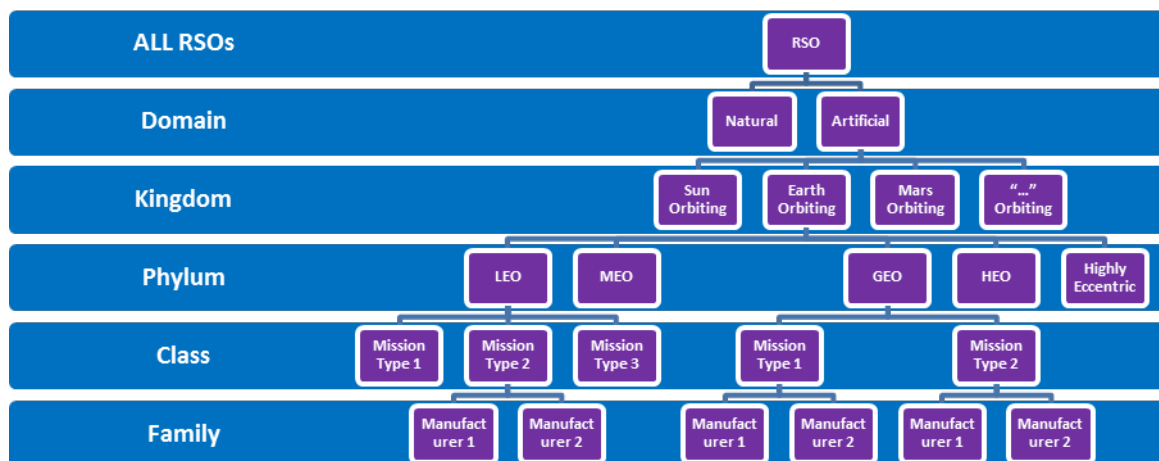 ALL RSOs
RSO
Domain
Natural
Artificial
Kingdom
Sun
Orbiting
Earth
Orbiting
Mars
Orbiting
“...”
Orbiting
Phylum
LEO
MEO
GEO
HEO
Highly
Eccentric
Class
Mission
Type 1
Mission
Type 2
Mission
Type 3
Mission
Type 1
Mission
Type 2
Family
Manufact
urer 1
Manufact
urer 2
Manufact
urer 1
Manufact
urer 2
Manufact
urer 1
Manufact
urer 2